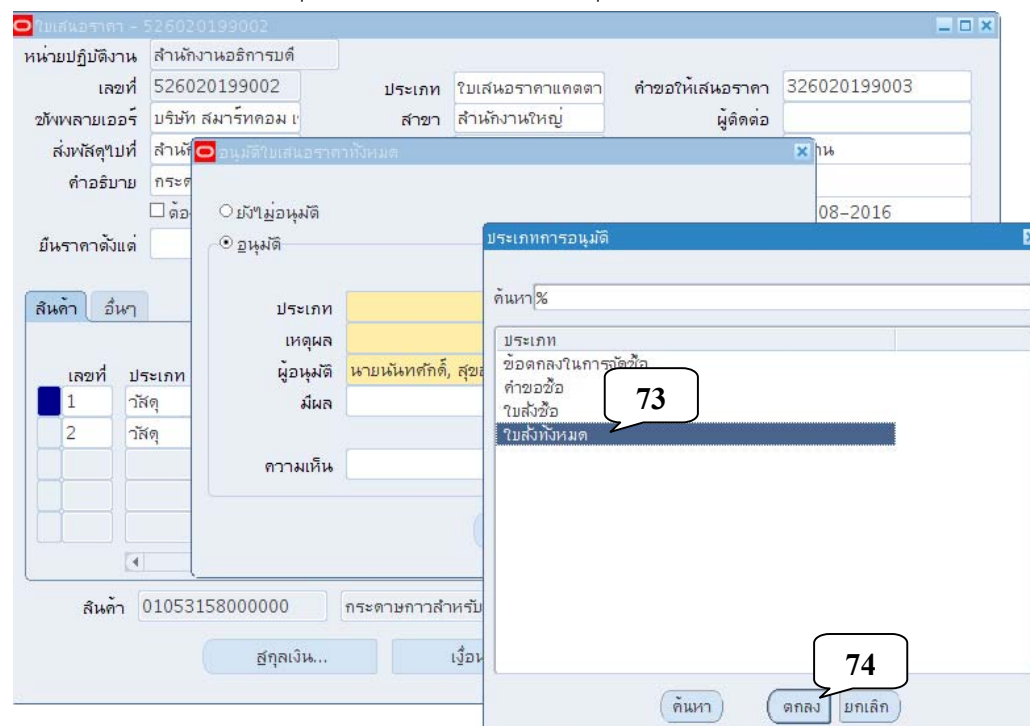 ใบเสนอราคา – 526020199002
หน่วยปฏิบัติงาน สำนักงานอธิการบดี
เลขที่ 526020199002 ประเภท ใบเสนอราคาแคตตา คำขอให้เสนอราคา 326020199003
ซัพพลายเออร์ บริษัท สมาร์ทคอม เ สาขา สำนักงานใหญ่ ผู้ติดต่อ
ส่งพัสดุไปที่ สำนั
คำอธิบาย กระด
ต้อ 08-2016
ยืนราคาตั้งแต่
อนุมัติใบเสนอราคาทั้งหมด
ยังไม่อนุมัติ
อนุมัติ
ประเภท
เหตุผล
ผู้อนุมัติ นายนันทศักดิ์, สุข
มีผล
ความเห็น
สินค้า อื่นๆ
เลขที่ ประเภท
1 วัสดุ
2 วัสดุ
สินค้า 01053158000000 กระดาษกาวสำหรับ
สกุลเงิน... เงื่อน
ประเภทการอนุมัติ
ค้นหา %
ประเภท
ข้อตกลงในการจัดซื้อ
คำขอซื้อ
ใบสั่งซื้อ
ใบสั่งทั้งหมด
73
74
ค้นหา ตกลง ยกเลิก